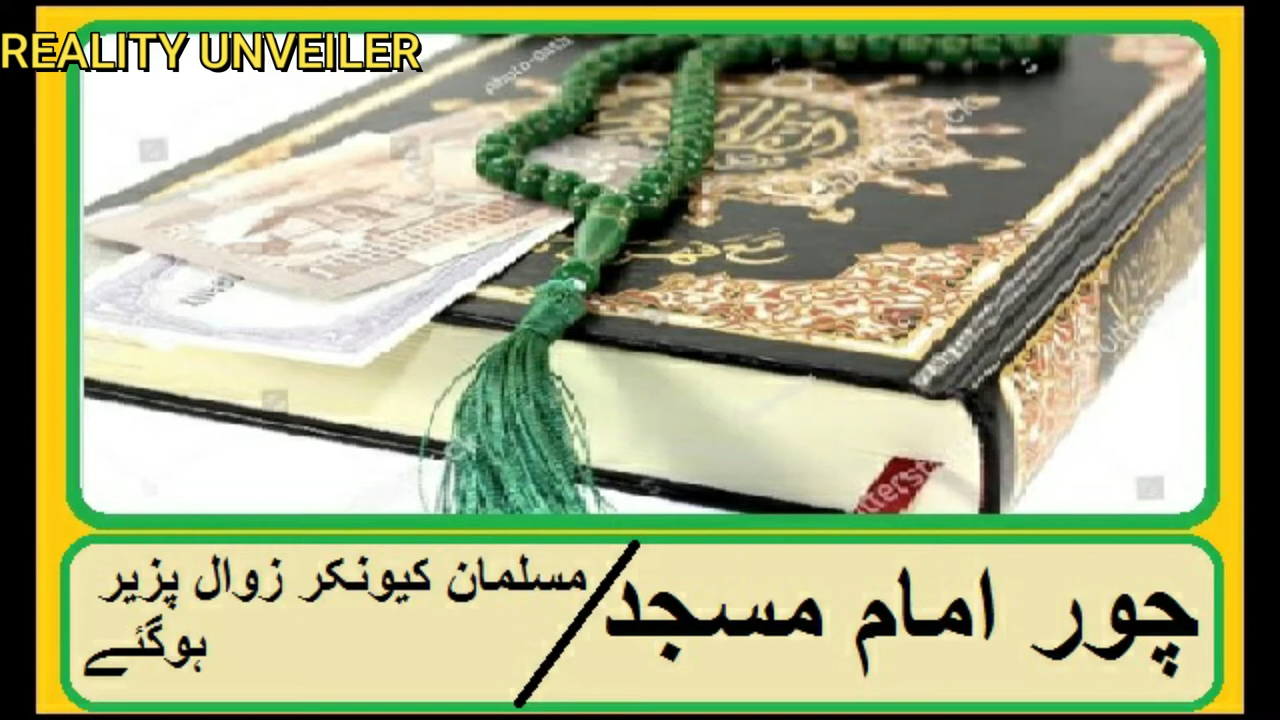 REALITY UNVEILER
چور امام مسجد/
مسلمان کیونکر زوال پزیر
ہوگئے